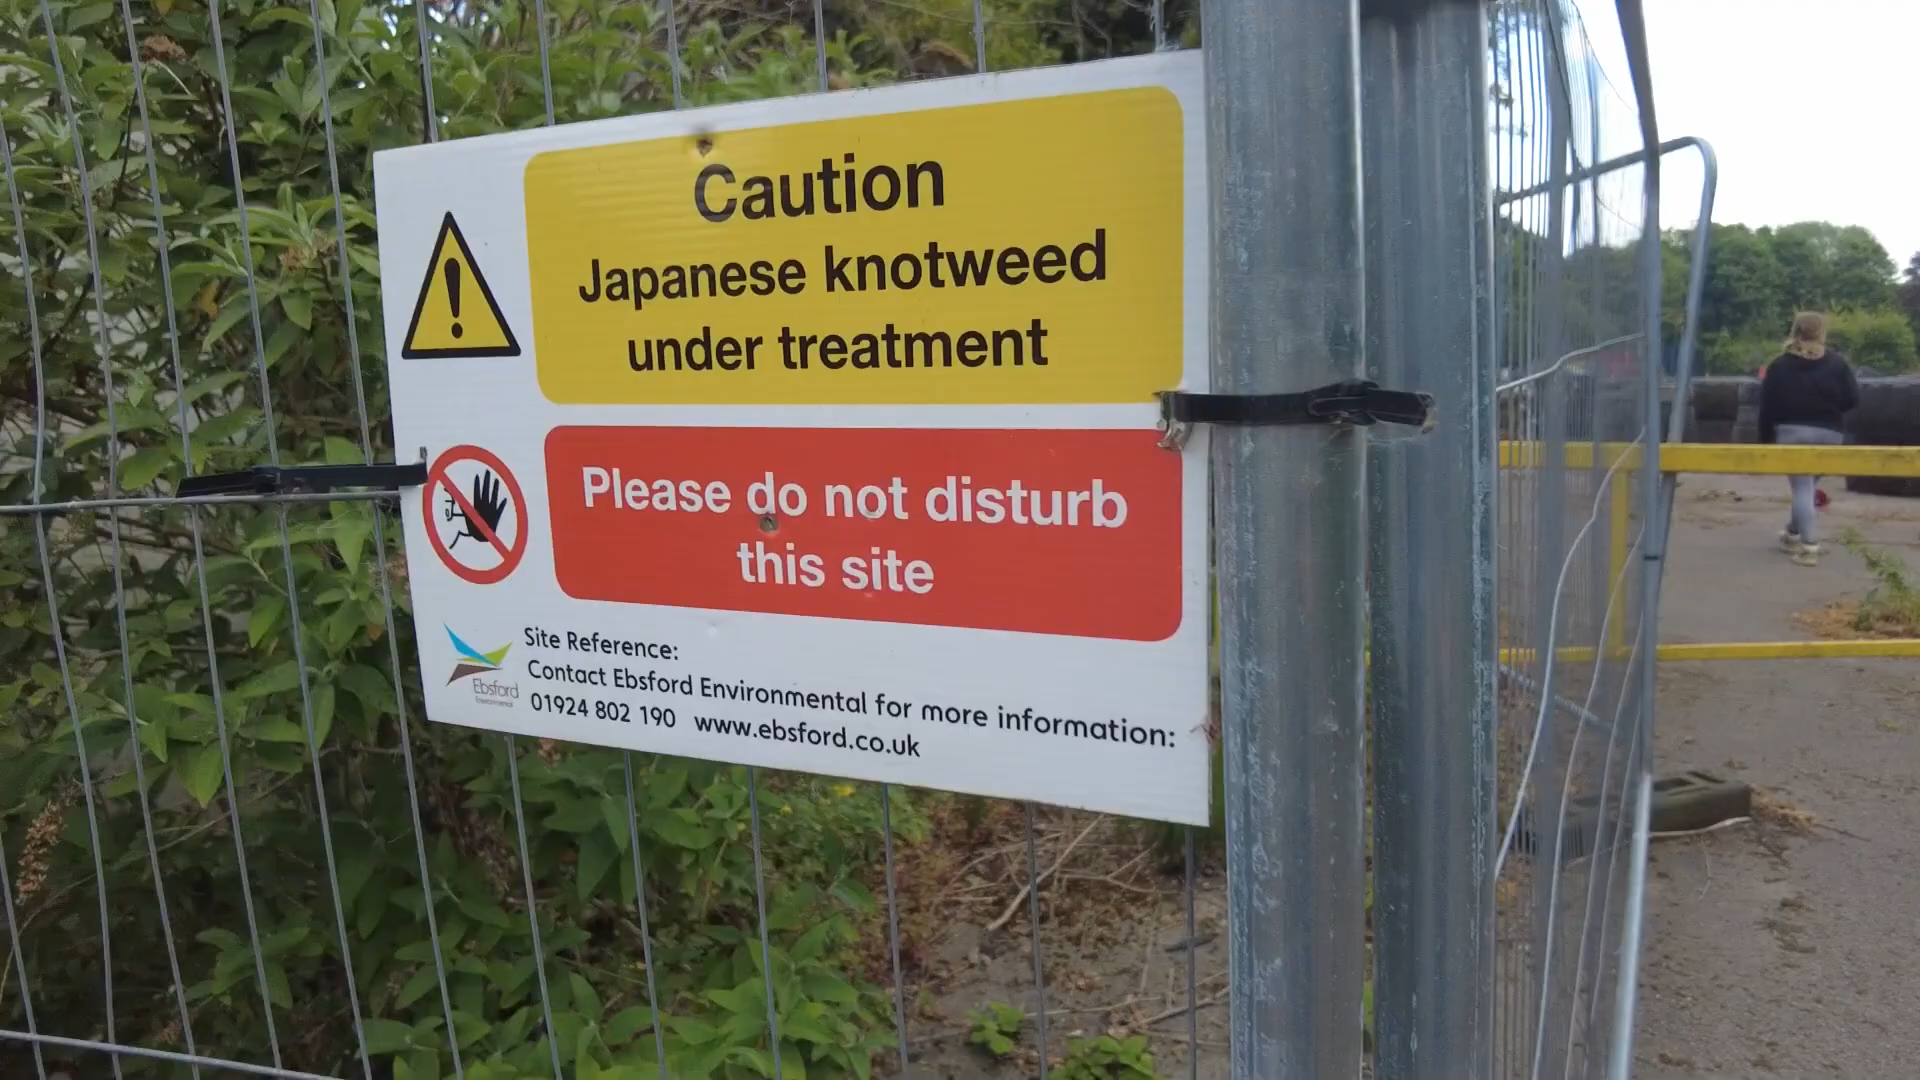 Caution
Japanese knotweed
under treatment
Please do not disturb
this site
Site Reference:
Contact Ebsford Environmental for more information:
01924 802 190 www.ebsford.co.uk
Ebsford
Environmental